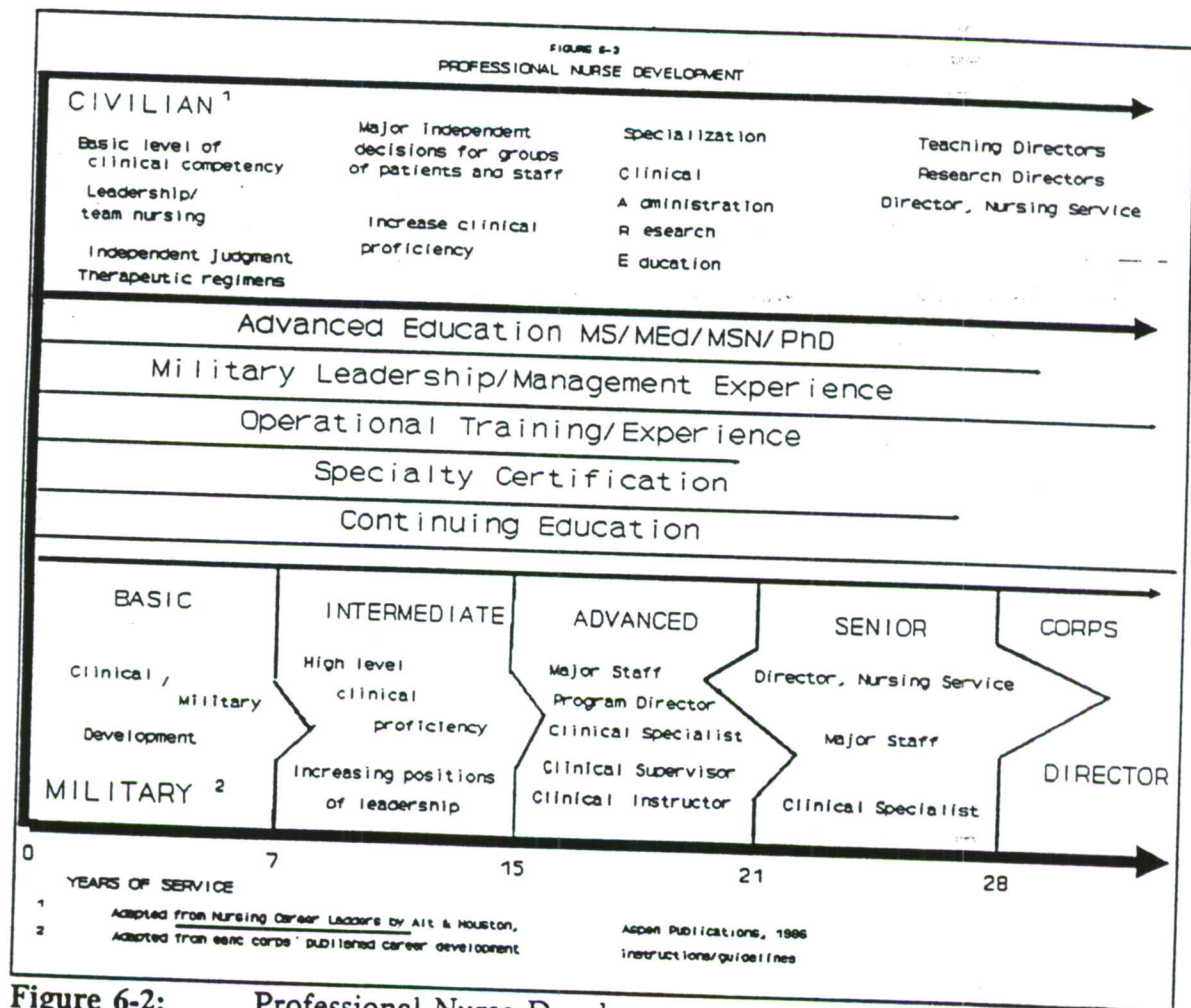 FIGURE 6-2
PROFESSIONAL NURSE DEVELOPMENT
CIVILIAN 1
Basic level of
clinical competency
Leadership/
team nursing
Independent judgment
Therapeutic regimens
Major independent
decisions for groups
of patients and staff
Increase clinical
proficiency
Specialization
Clinical
A dministration
R esearch
E ducation
Teaching Directors
Research Directors
Director, Nursing Service
Advanced Education MS/MEd/MSN/PhD
Military Leadership/Management Experience
Operational Training/Experience
Specialty Certification
Continuing Education
BASIC
Clinical /
Military
Development
MILITARY 2
INTERMEDIATE
High level
clinical
proficiency
Increasing positions
of leadership
ADVANCED
Major Staff
Program Director
Clinical Specialist
Clinical Supervisor
Clinical Instructor
SENIOR
Director, Nursing Service
Major Staff
Clinical Specialist
CORPS
DIRECTOR
0 7 15 21 28
YEARS OF SERVICE
1 Adapted from Nursing Career Ladders by Alt & Houston, Aspen Publications, 1986
2 Adapted from each corps' published career development instructions/guidelines
Figure 6-2: Professional Nurse